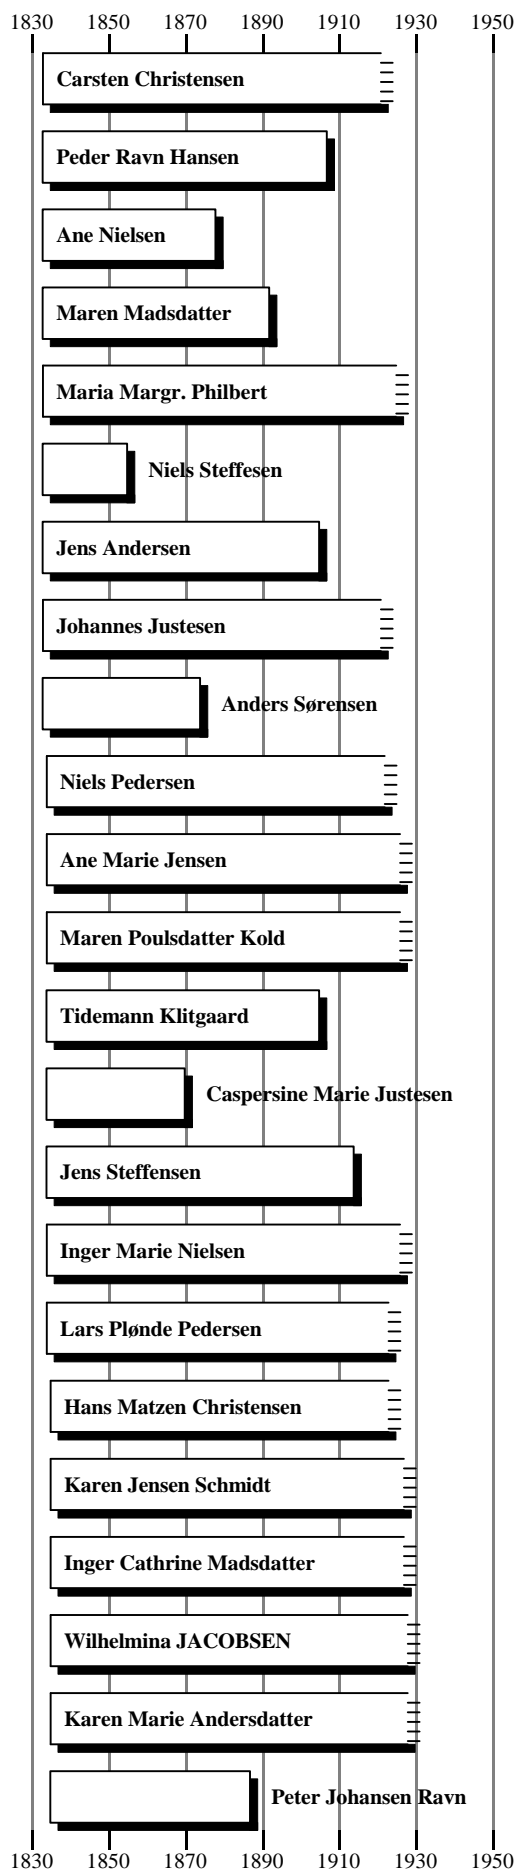 1830 1850 1870 1890 1910 1930 1950
Carsten Christensen
Peder Ravn Hansen
Ane Nielsen
Maren Madsdatter
Maria Margr. Philbert
Niels Steffesen
Jens Andersen
Johannes Justesen
Anders Sørensen
Niels Pedersen
Ane Marie Jensen
Maren Poulsdatter Kold
Tidemann Klitgaard
Caspersine Marie Justesen
Jens Steffensen
Inger Marie Nielsen
Lars Plønde Pedersen
Hans Matzen Christensen
Karen Jensen Schmidt
Inger Cathrine Madsdatter
Wilhelmina JACOBSEN
Karen Marie Andersdatter
Peter Johansen Ravn
1830 1850 1870 1890 1910 1930 1950